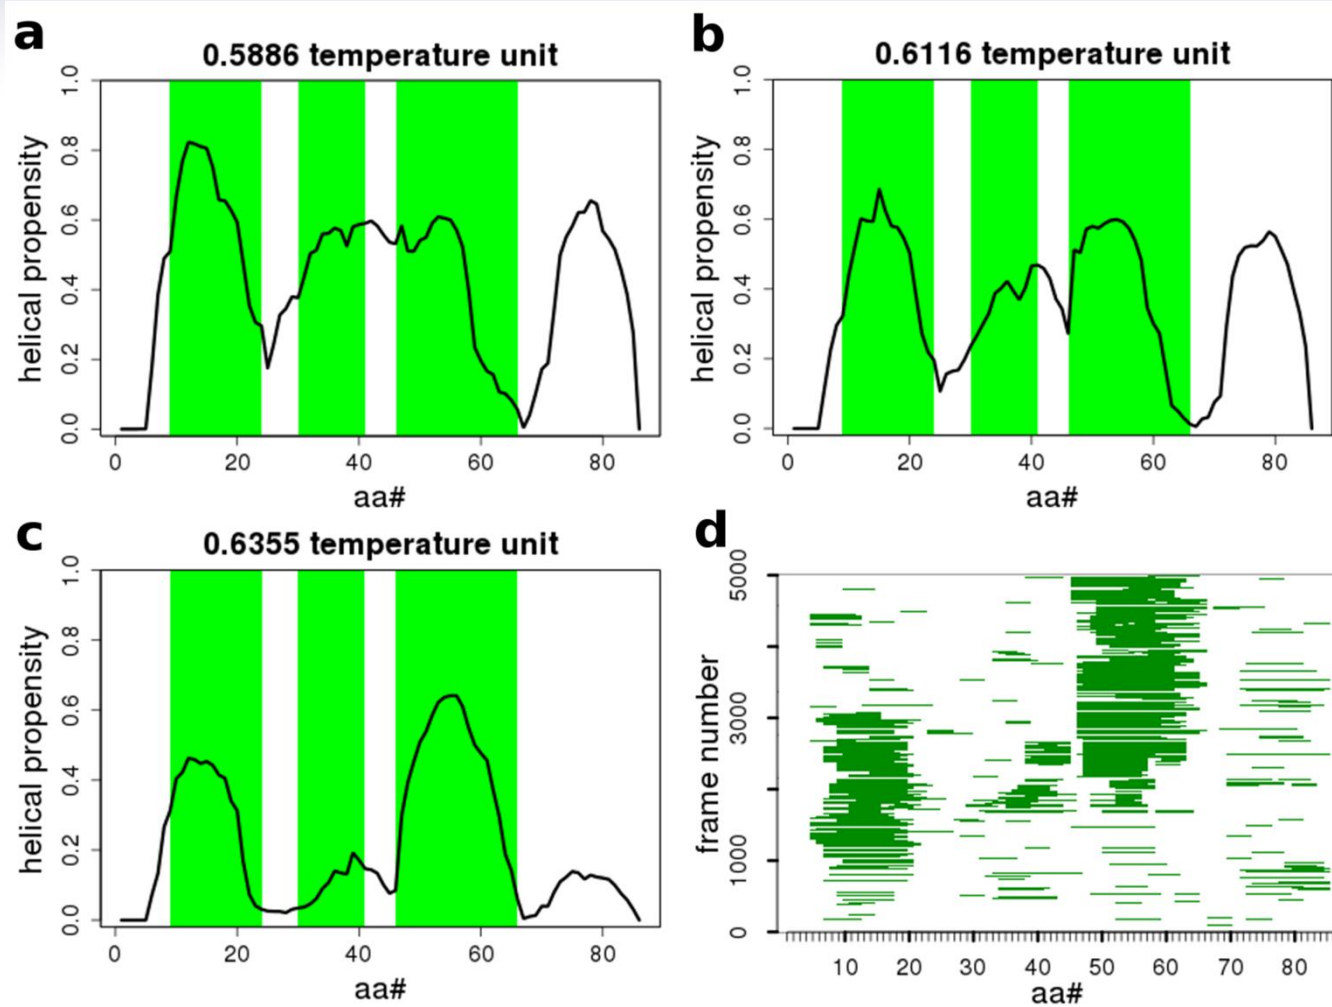 a
0.5886 temperature unit
helical propensity
1.0
0.8
0.6
0.4
0.2
0.0
0 20 40 60 80
aa#
b
0.6116 temperature unit
helical propensity
1.0
0.8
0.6
0.4
0.2
0.0
0 20 40 60 80
aa#
c
0.6355 temperature unit
helical propensity
1.0
0.8
0.6
0.4
0.2
0.0
0 20 40 60 80
aa#
d
frame number
5000
3000
1000
0
10 20 30 40 50 60 70 80
aa#